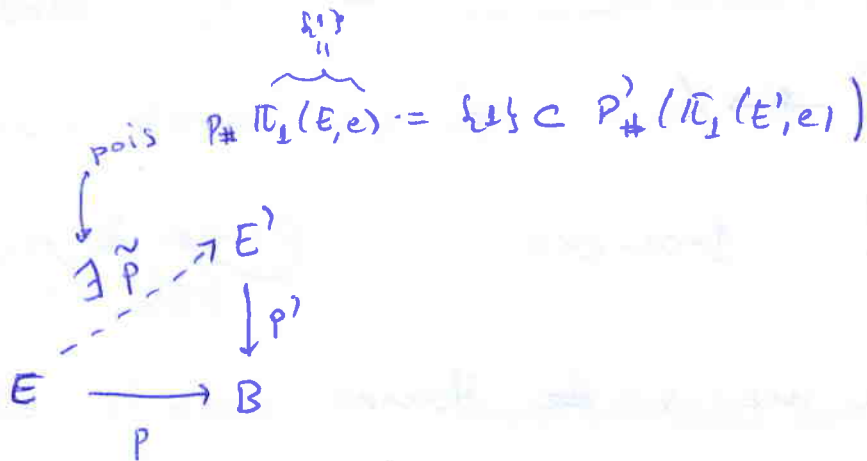 {1}
"
pois p# π₁(E,e) = {1} ⊂ p'#(π₁(E',e)
∃ p̃ E'
p'
E B
p